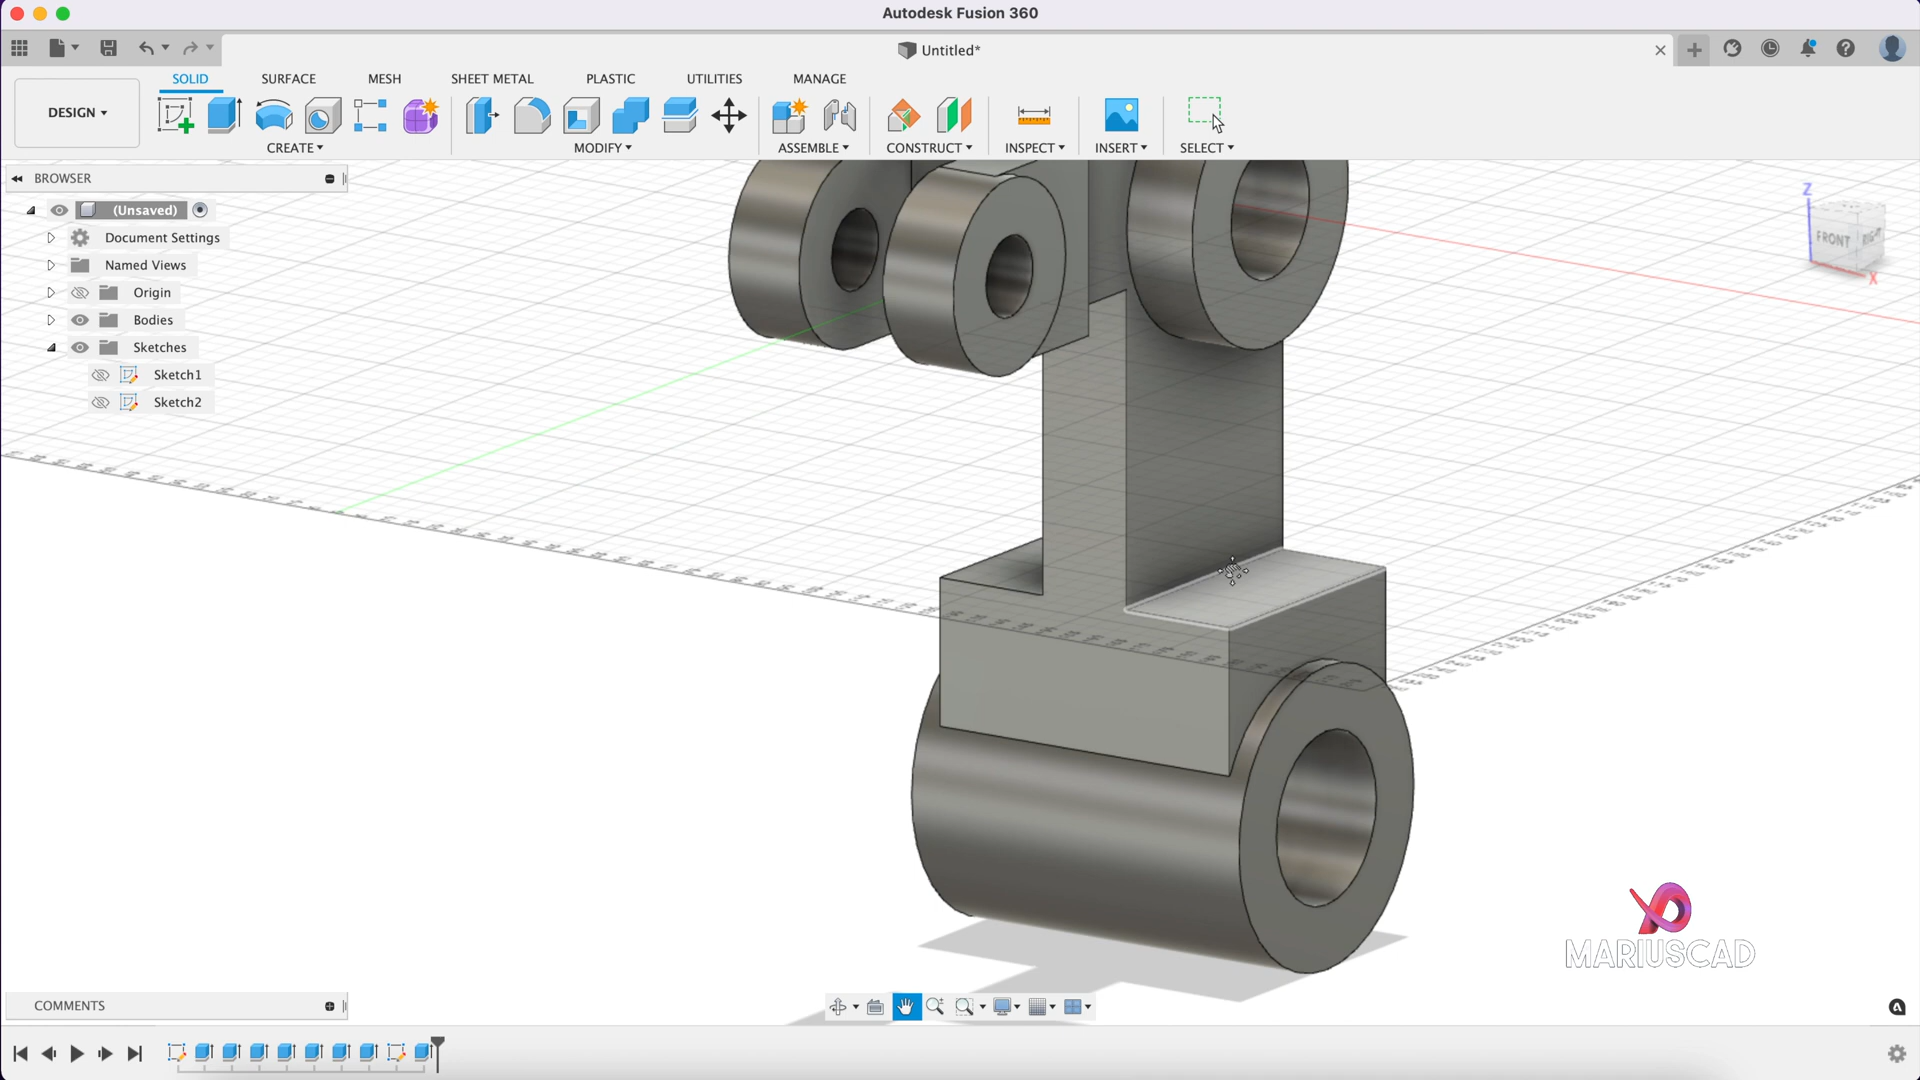 Autodesk Fusion 360
Untitled*
SOLID SURFACE MESH SHEET METAL PLASTIC UTILITIES MANAGE
DESIGN
CREATE MODIFY ASSEMBLE CONSTRUCT INSPECT INSERT SELECT
BROWSER
(Unsaved)
Document Settings
Named Views
Origin
Bodies
Sketches
Sketch1
Sketch2
Z
FRONT RIGHT
X
MARIUSCAD
COMMENTS